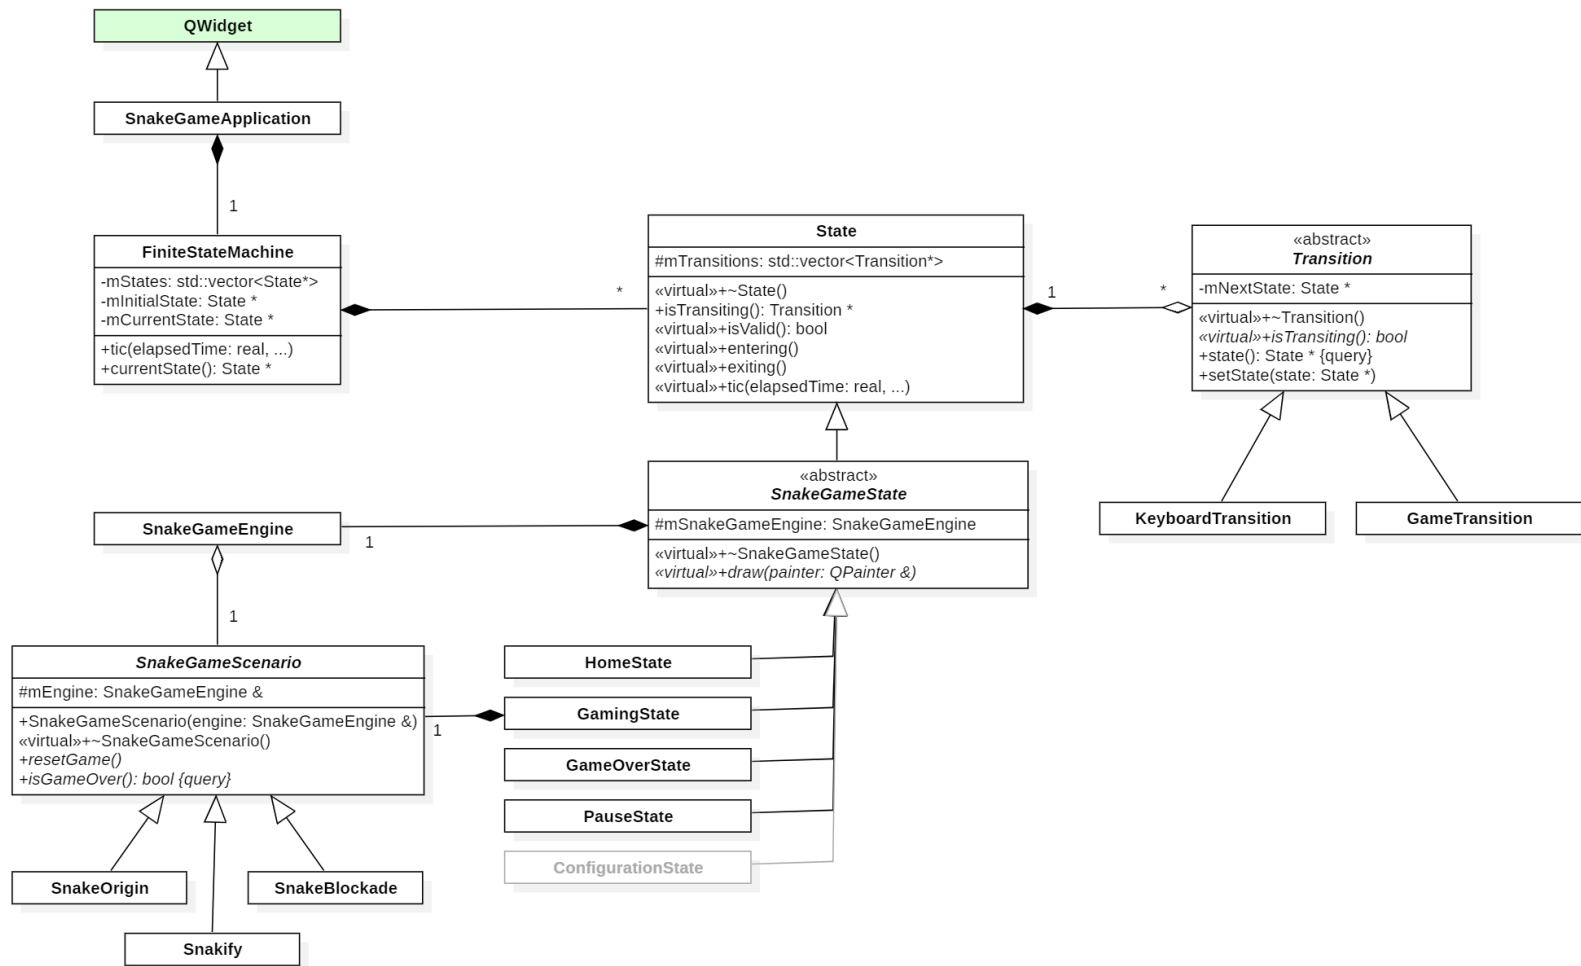 QWidget
SnakeGameApplication
1
FiniteStateMachine
-mStates: std::vector<State*>
-mInitialState: State *
-mCurrentState: State *
+tic(elapsedTime: real, ...)
+currentState(): State *
*
State
#mTransitions: std::vector<Transition*>
«virtual»+~State()
+isTransiting(): Transition *
«virtual»+isValid(): bool
«virtual»+entering()
«virtual»+exiting()
«virtual»+tic(elapsedTime: real, ...)
1
*
«abstract»
Transition
-mNextState: State *
«virtual»+~Transition()
«virtual»+isTransiting(): bool
+state(): State * {query}
+setState(state: State *)
KeyboardTransition
GameTransition
«abstract»
SnakeGameState
#mSnakeGameEngine: SnakeGameEngine
«virtual»+~SnakeGameState()
«virtual»+draw(painter: QPainter &)
SnakeGameEngine
1
1
SnakeGameScenario
#mEngine: SnakeGameEngine &
+SnakeGameScenario(engine: SnakeGameEngine &)
«virtual»+~SnakeGameScenario()
+resetGame()
+isGameOver(): bool {query}
1
HomeState
GamingState
GameOverState
PauseState
ConfigurationState
SnakeOrigin
SnakeBlockade
Snakify